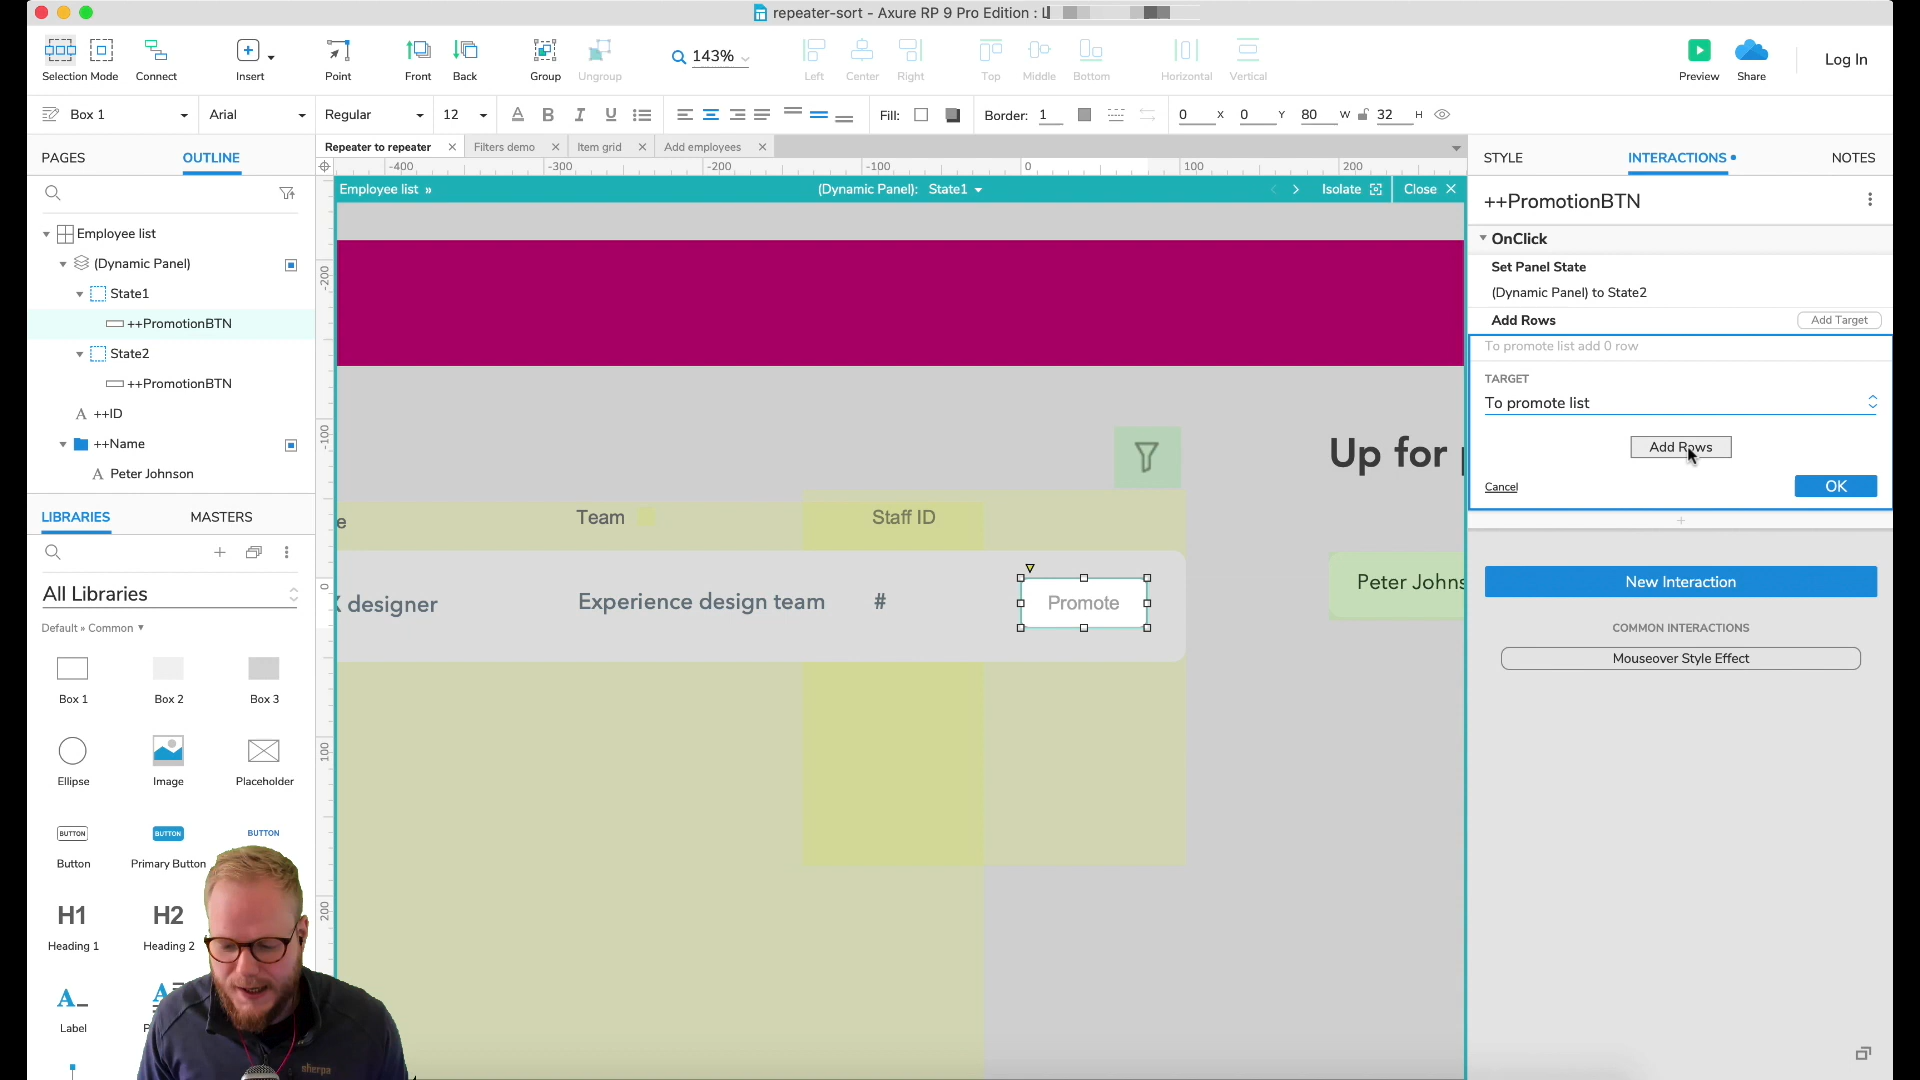 repeater-sort - Axure RP 9 Pro Edition : L
143%
Selection Mode Connect Insert Point Front Back Group Ungroup Left Center Right Top Middle Bottom Horizontal Vertical Preview Share Log In
Box 1 Arial Regular 12 Fill: Border: 1 0 X 0 Y 80 W 32 H
PAGES OUTLINE
Repeater to repeater Filters demo Item grid Add employees
STYLE INTERACTIONS NOTES
-400 -300 -200 -100 0 100 200
Employee list » (Dynamic Panel): State1 Isolate Close
++PromotionBTN
Employee list
(Dynamic Panel)
State1
++PromotionBTN
State2
++PromotionBTN
++ID
++Name
Peter Johnson
OnClick
Set Panel State
(Dynamic Panel) to State2
Add Rows Add Target
To promote list add 0 row
TARGET
To promote list
Add Rows
Cancel OK
New Interaction
COMMON INTERACTIONS
Mouseover Style Effect
-200
-100
0
100
200
Up for
e Team Staff ID
X designer Experience design team # Promote
Peter Johns
LIBRARIES MASTERS
All Libraries
Default » Common
Box 1 Box 2 Box 3
Ellipse Image Placeholder
BUTTON BUTTON BUTTON
Button Primary Button
H1 H2
Heading 1 Heading 2
A A
Label P
sherpa